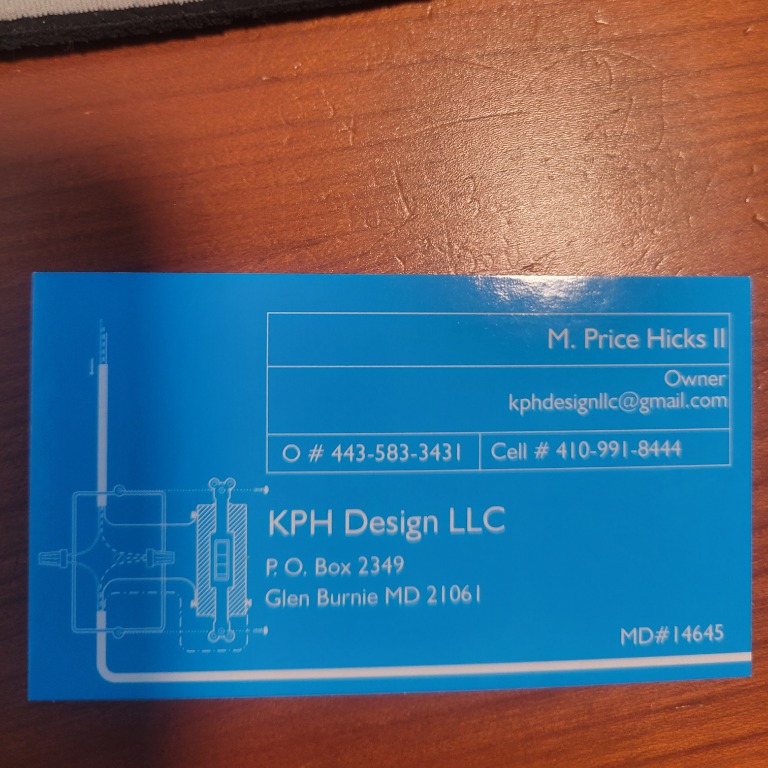 M. Price Hicks II
Owner
kphdesignllc@gmail.com
O # 443-583-3431 Cell # 410-991-8444
KPH Design LLC
P. O. Box 2349
Glen Burnie MD 21061
MD#14645